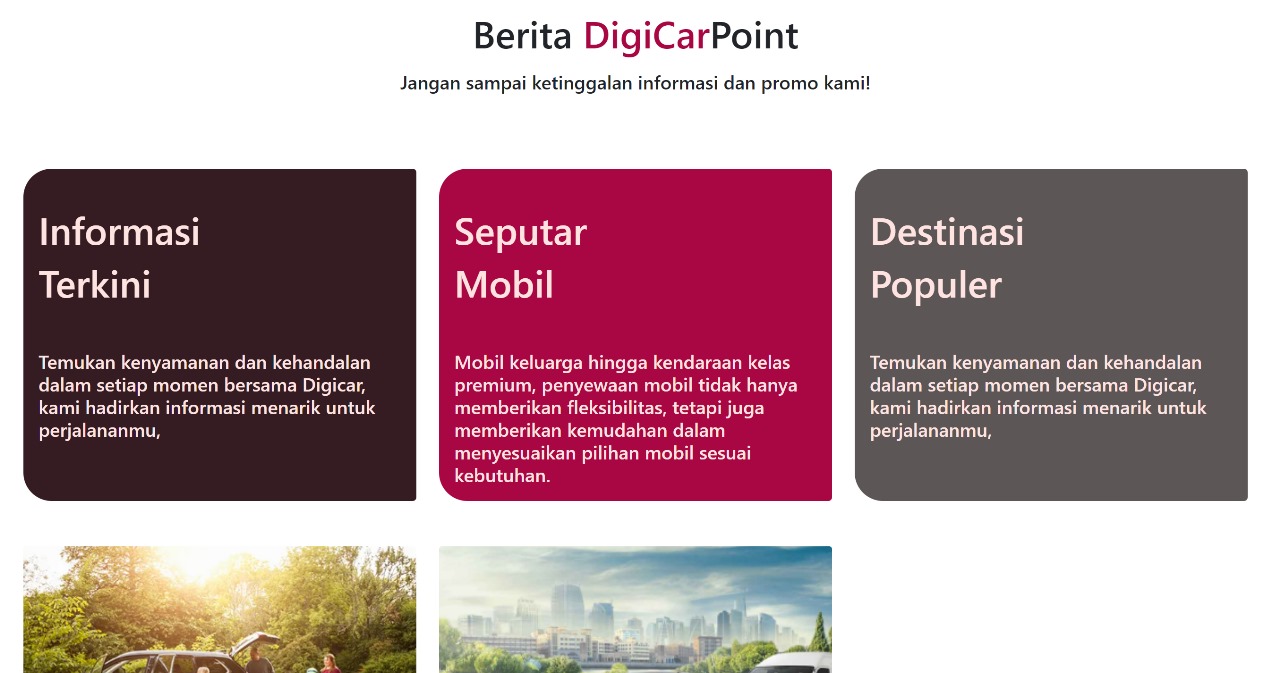 Berita DigiCarPoint
Jangan sampai ketinggalan informasi dan promo kami!
Informasi
Terkini
Temukan kenyamanan dan kehandalan
dalam setiap momen bersama Digicar,
kami hadirkan informasi menarik untuk
perjalananmu,
Seputar
Mobil
Mobil keluarga hingga kendaraan kelas
premium, penyewaan mobil tidak hanya
memberikan fleksibilitas, tetapi juga
memberikan kemudahan dalam
menyesuaikan pilihan mobil sesuai
kebutuhan.
Destinasi
Populer
Temukan kenyamanan dan kehandalan
dalam setiap momen bersama Digicar,
kami hadirkan informasi menarik untuk
perjalananmu,